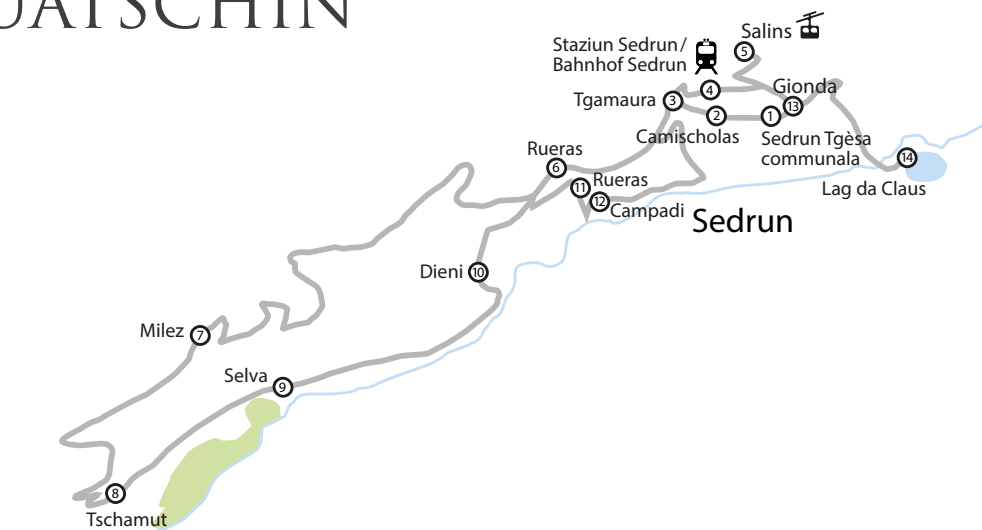 UATSCHIN
Salins
5
Staziun Sedrun/
Bahnhof Sedrun
Gionda
4
Tgamaura 3
13
2
1
Camischolas
Sedrun Tgèsa
communala
Rueras
6
14
11 Rueras
Lag da Claus
12 Campadi
Sedrun
Dieni 10
Milez 7
Selva 9
8
Tschamut